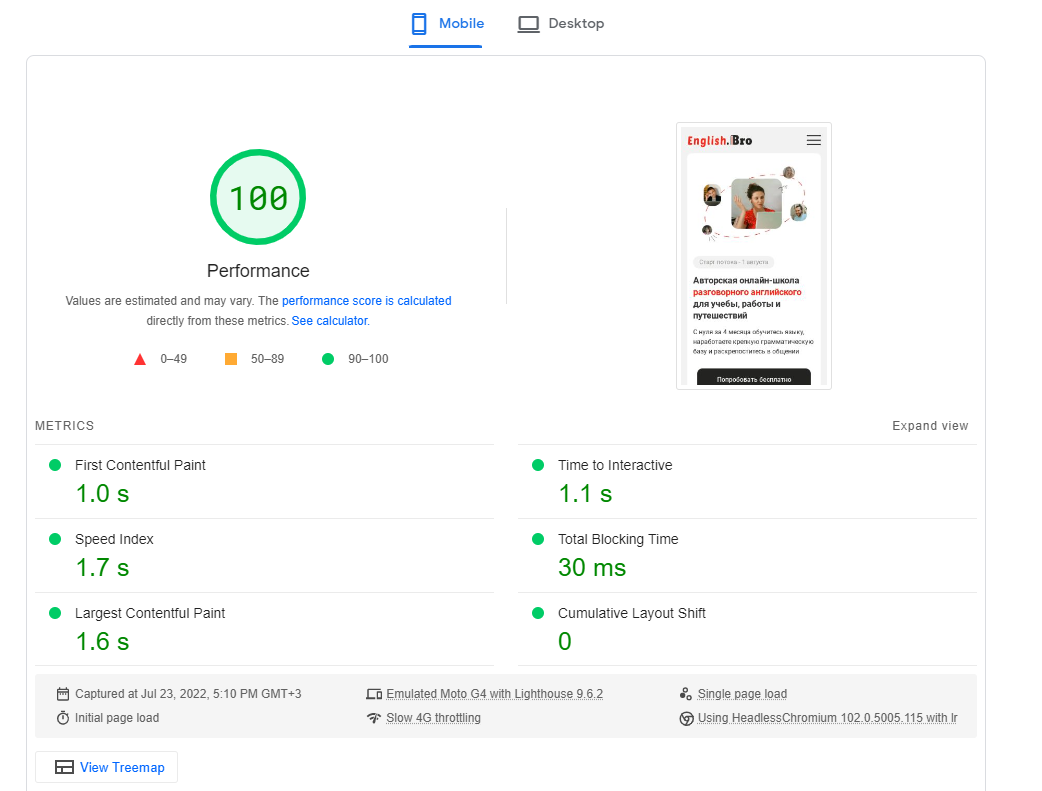 Mobile
Desktop
100
Performance
Values are estimated and may vary. The performance score is calculated
directly from these metrics. See calculator.
0–49
50–89
90–100
English.Bro
Старт потока - 1 августа
Авторская онлайн-школа
разговорного английского
для учебы, работы и
путешествий
С нуля за 4 месяца обучитесь языку,
наработаете крепкую грамматическую
базу и раскрепоститесь в общении
Попробовать бесплатно
METRICS
Expand view
First Contentful Paint
1.0 s
Time to Interactive
1.1 s
Speed Index
1.7 s
Total Blocking Time
30 ms
Largest Contentful Paint
1.6 s
Cumulative Layout Shift
0
Captured at Jul 23, 2022, 5:10 PM GMT+3
Emulated Moto G4 with Lighthouse 9.6.2
Single page load
Initial page load
Slow 4G throttling
Using HeadlessChromium 102.0.5005.115 with lr
View Treemap